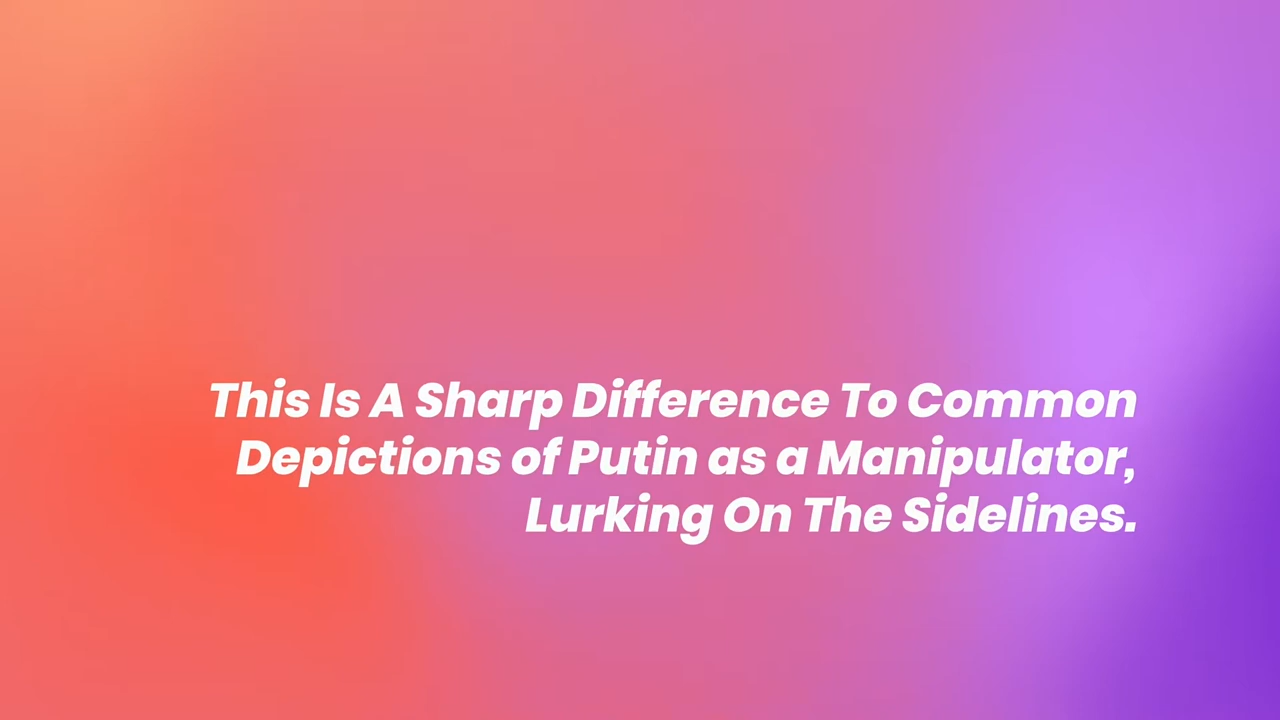 This Is A Sharp Difference To Common
Depictions of Putin as a Manipulator,
Lurking On The Sidelines.